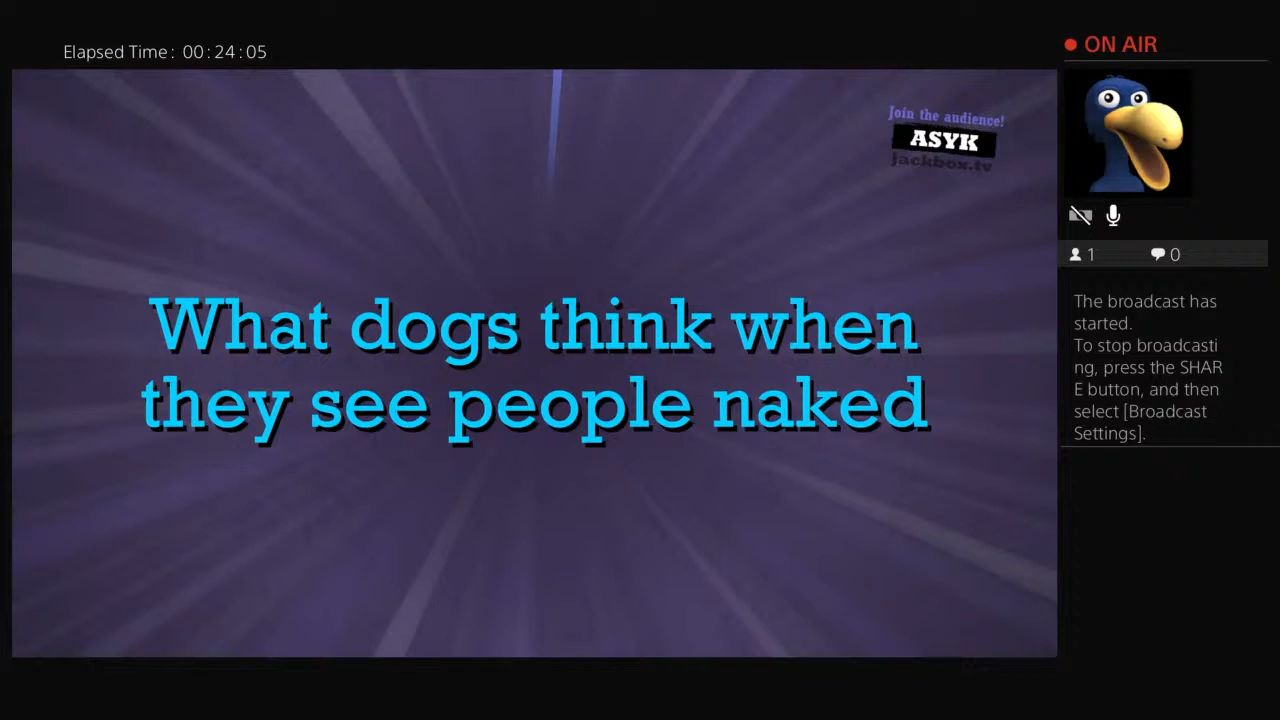 Elapsed Time: 00:24:05
ON AIR
Join the audience!
ASYK
jackbox.tv
What dogs think when
they see people naked
1 0
The broadcast has
started.
To stop broadcasti
ng, press the SHAR
E button, and then
select [Broadcast
Settings].